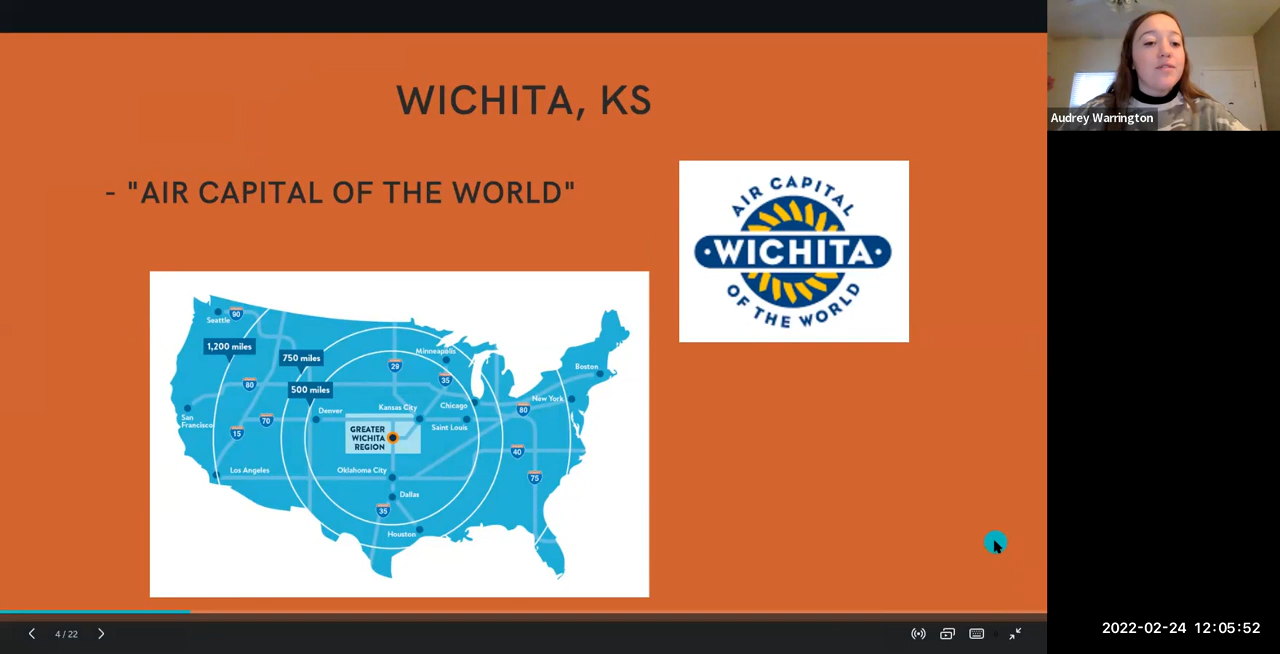 WICHITA, KS
- "AIR CAPITAL OF THE WORLD"
AIR CAPITAL
·WICHITA·
OF THE WORLD
Seattle
90
1,200 miles
750 miles
Minneapolis
29
Boston
500 miles
35
80
New York
Denver
Kansas City
Chicago
80
San
Francisco
70
Saint Louis
15
GREATER
WICHITA
REGION
40
Los Angeles
Oklahoma City
75
Dallas
35
Houston
Audrey Warrington
4 / 22
2022-02-24 12:05:52